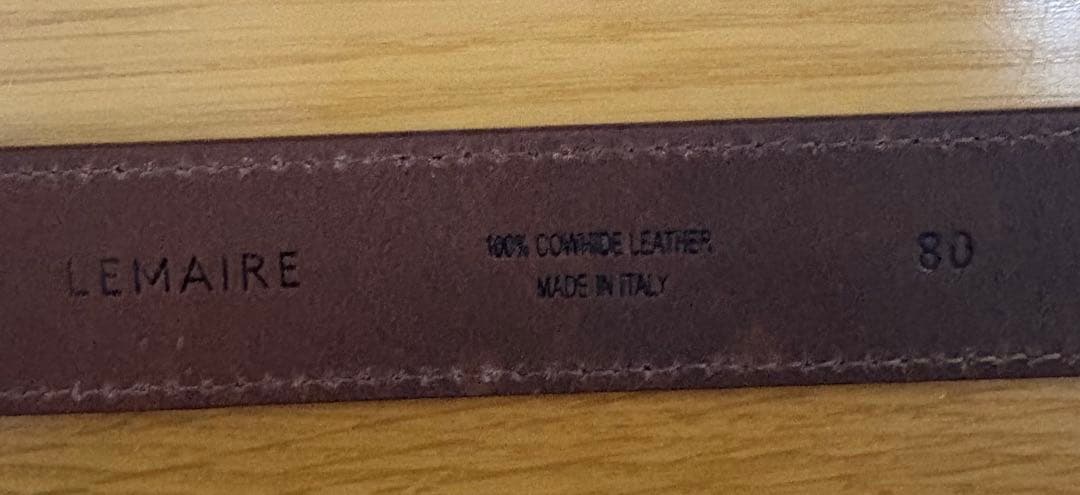 LEMAIRE
100% COWHIDE LEATHER
MADE IN ITALY
80